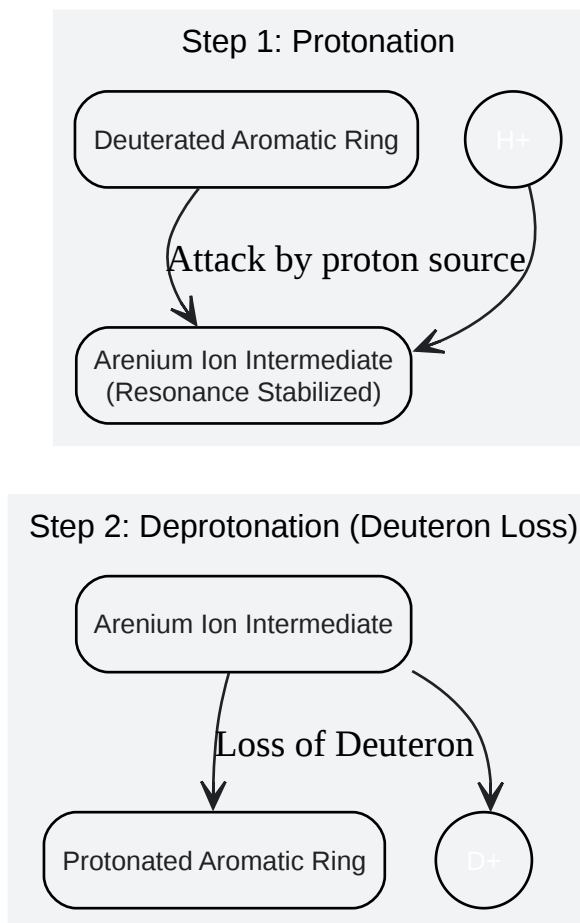 Step 1: Protonation
Deuterated Aromatic Ring
H+
Attack by proton source
Arenium Ion Intermediate
(Resonance Stabilized)
Step 2: Deprotonation (Deuteron Loss)
Arenium Ion Intermediate
Loss of Deuteron
Protonated Aromatic Ring
D+